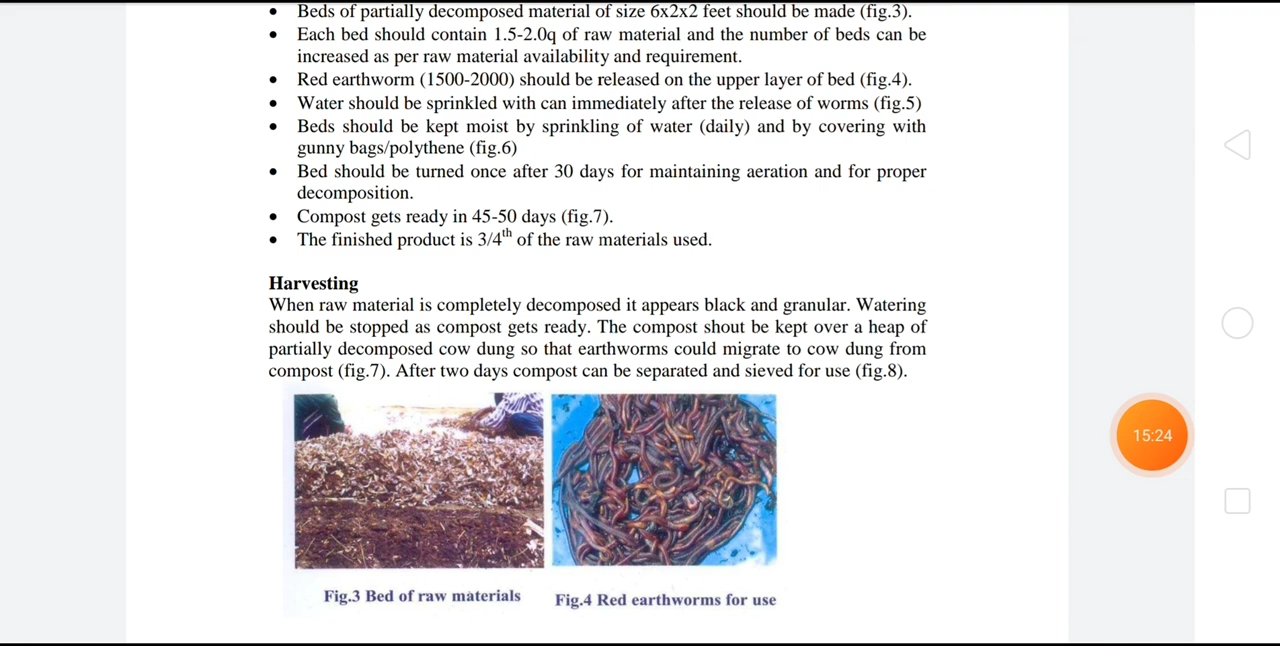 • Beds of partially decomposed material of size 6x2x2 feet should be made (fig.3).
• Each bed should contain 1.5-2.0q of raw material and the number of beds can be
increased as per raw material availability and requirement.
• Red earthworm (1500-2000) should be released on the upper layer of bed (fig.4).
• Water should be sprinkled with can immediately after the release of worms (fig.5)
• Beds should be kept moist by sprinkling of water (daily) and by covering with
gunny bags/polythene (fig.6)
• Bed should be turned once after 30 days for maintaining aeration and for proper
decomposition.
• Compost gets ready in 45-50 days (fig.7).
• The finished product is 3/4th of the raw materials used.
Harvesting
When raw material is completely decomposed it appears black and granular. Watering
should be stopped as compost gets ready. The compost shout be kept over a heap of
partially decomposed cow dung so that earthworms could migrate to cow dung from
compost (fig.7). After two days compost can be separated and sieved for use (fig.8).
15:24
Fig.3 Bed of raw materials
Fig.4 Red earthworms for use